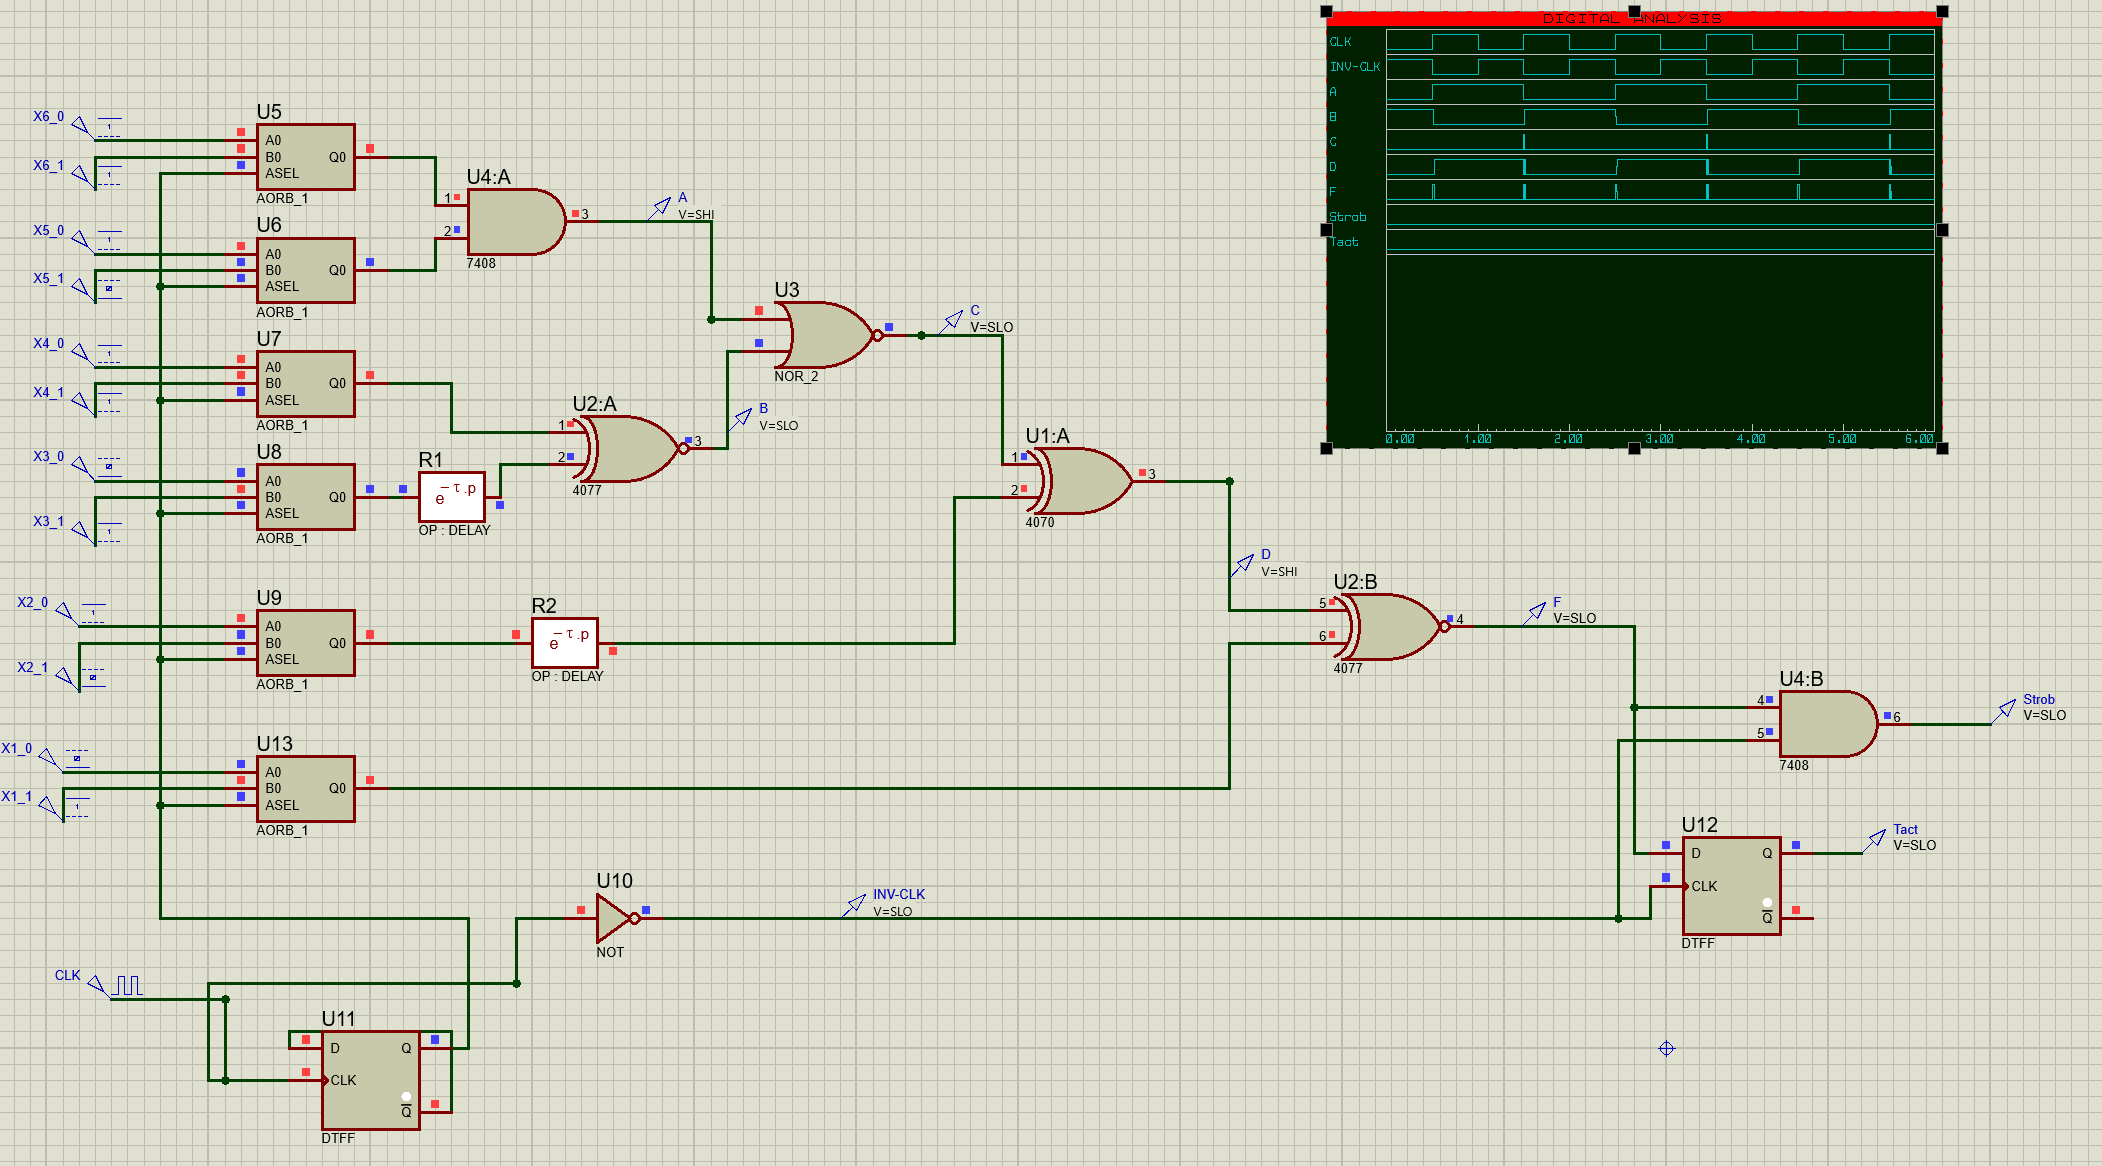 DIGITAL ANALYSIS
CLK
INV-CLK
A
B
C
D
F
Strob
Tact
0.00 1.00 2.00 3.00 4.00 5.00 6.00
X6_0
X6_1
U5
A0
B0
ASEL
Q0
AORB_1
X5_0
X5_1
U6
A0
B0
ASEL
Q0
AORB_1
X4_0
X4_1
U7
A0
B0
ASEL
Q0
AORB_1
X3_0
X3_1
U8
A0
B0
ASEL
Q0
AORB_1
X2_0
X2_1
U9
A0
B0
ASEL
Q0
AORB_1
X1_0
X1_1
U13
A0
B0
ASEL
Q0
AORB_1
U4:A
1
2
3
7408
A
V=SHI
R1
e-τ.p
OP : DELAY
U2:A
1
2
3
4077
B
V=SLO
U3
NOR_2
C
V=SLO
R2
e-τ.p
OP : DELAY
U1:A
1
2
3
4070
D
V=SHI
U2:B
5
6
4
4077
F
V=SLO
U4:B
4
5
6
7408
Strob
V=SLO
U12
D
Q
CLK
Q
DTFF
Tact
V=SLO
U10
NOT
INV-CLK
V=SLO
CLK
U11
D
Q
CLK
Q
DTFF